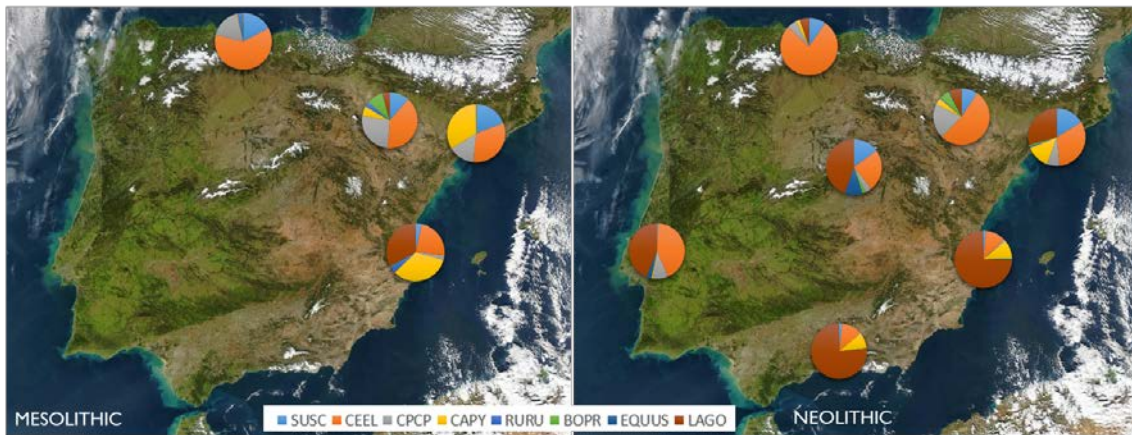 MESOLITHIC
SUSC CEEL CPCP CAPY RURU BOPR EQUUS LAGO
NEOLITHIC